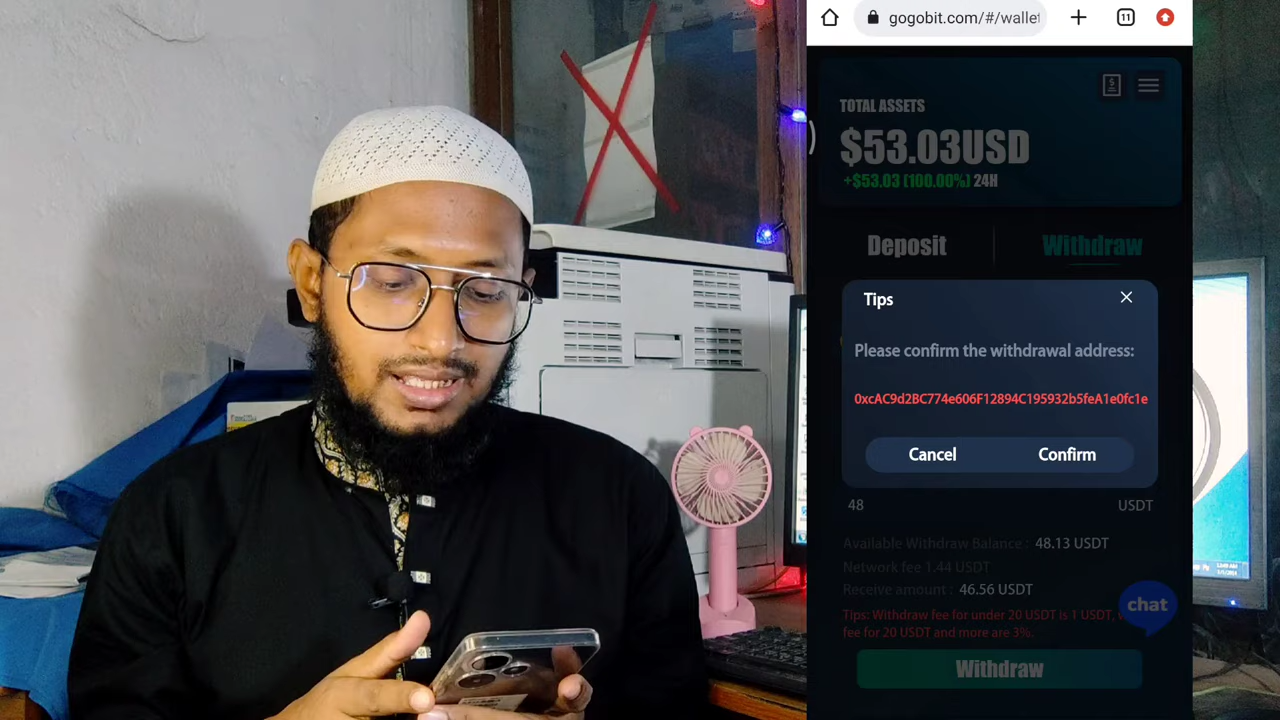 gogobit.com/#/wallet
11
TOTAL ASSETS
$53.03USD
+$53.03 (100.00%) 24H
Deposit
Withdraw
Tips
Please confirm the withdrawal address:
0xcAC9d2BC774e606F12894C195932b5feA1e0fc1e
Cancel
Confirm
48
USDT
Available Withdraw Balance : 48.13 USDT
Network fee 1.44 USDT
Receive amount : 46.56 USDT
Tips: Withdraw fee for under 20 USDT is 1 USDT,
fee for 20 USDT and more are 3%.
chat
Withdraw